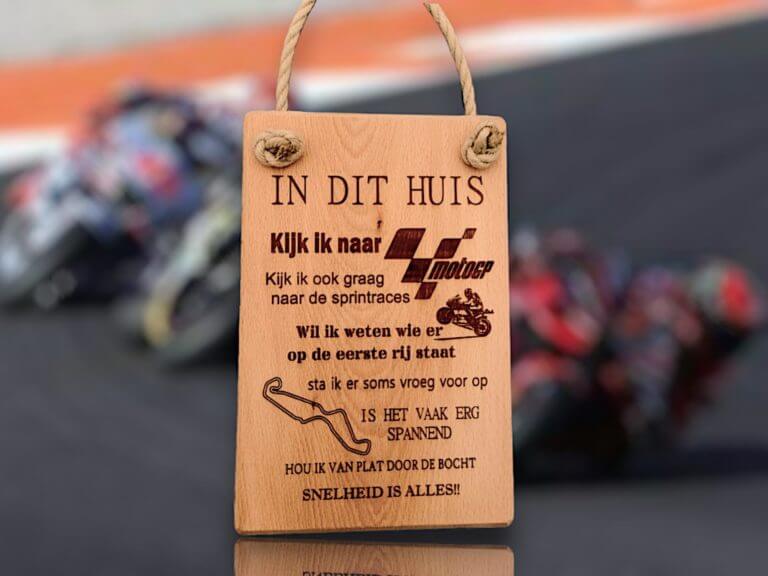 IN DIT HUIS
Kijk ik naar motoGP
Kijk ik ook graag
naar de sprintraces
Wil ik weten wie er
op de eerste rij staat
sta ik er soms vroeg voor op
IS HET VAAK ERG
SPANNEND
HOU IK VAN PLAT DOOR DE BOCHT
SNELHEID IS ALLES!!